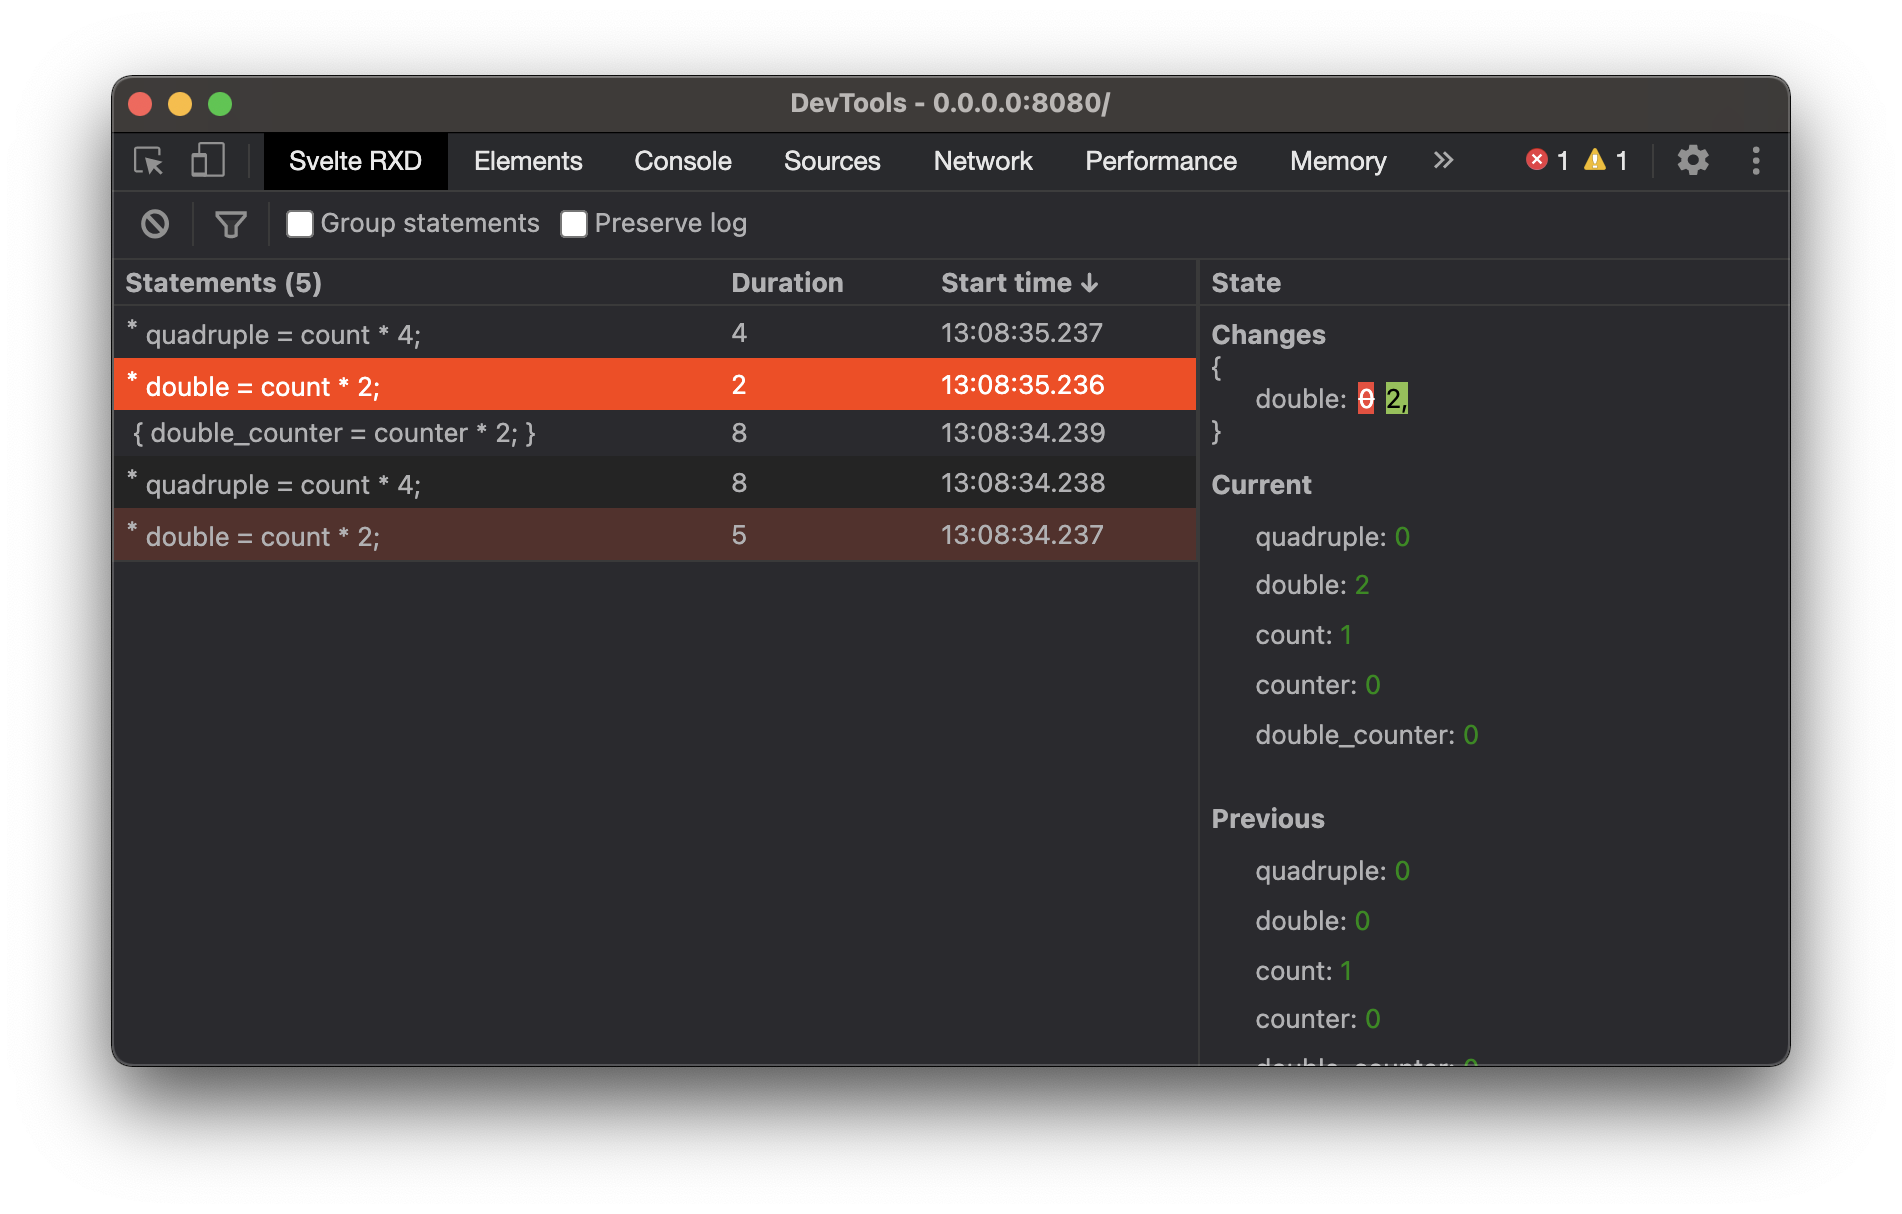 DevTools - 0.0.0.0:8080/
Svelte RXD Elements Console Sources Network Performance Memory » 1 1
Group statements Preserve log
Statements (5) Duration Start time ↓ State
* quadruple = count * 4; 4 13:08:35.237
* double = count * 2; 2 13:08:35.236
{ double_counter = counter * 2; } 8 13:08:34.239
* quadruple = count * 4; 8 13:08:34.238
* double = count * 2; 5 13:08:34.237
Changes
{
double: 0 2,
}
Current
quadruple: 0
double: 2
count: 1
counter: 0
double_counter: 0
Previous
quadruple: 0
double: 0
count: 1
counter: 0
double_counter: 0